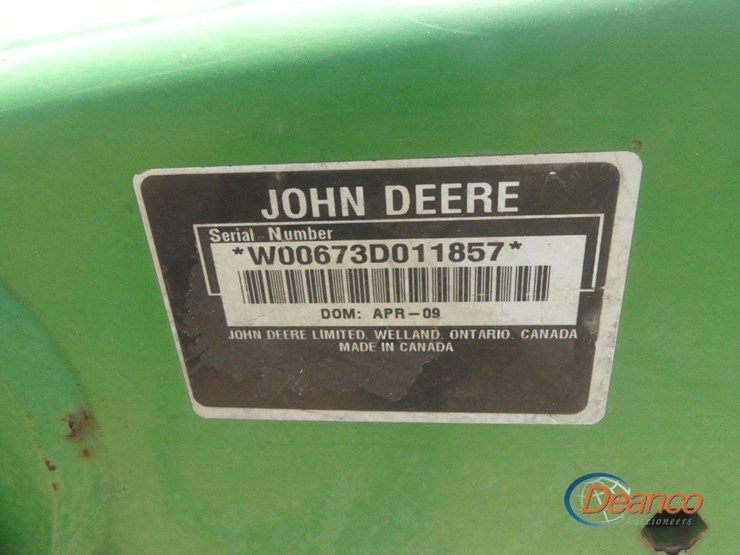 JOHN DEERE
Serial Number
*W00673D011857*
DOM: APR-09
JOHN DEERE LIMITED. WELLAND. ONTARIO. CANADA
MADE IN CANADA
Deanco
Auctioneers